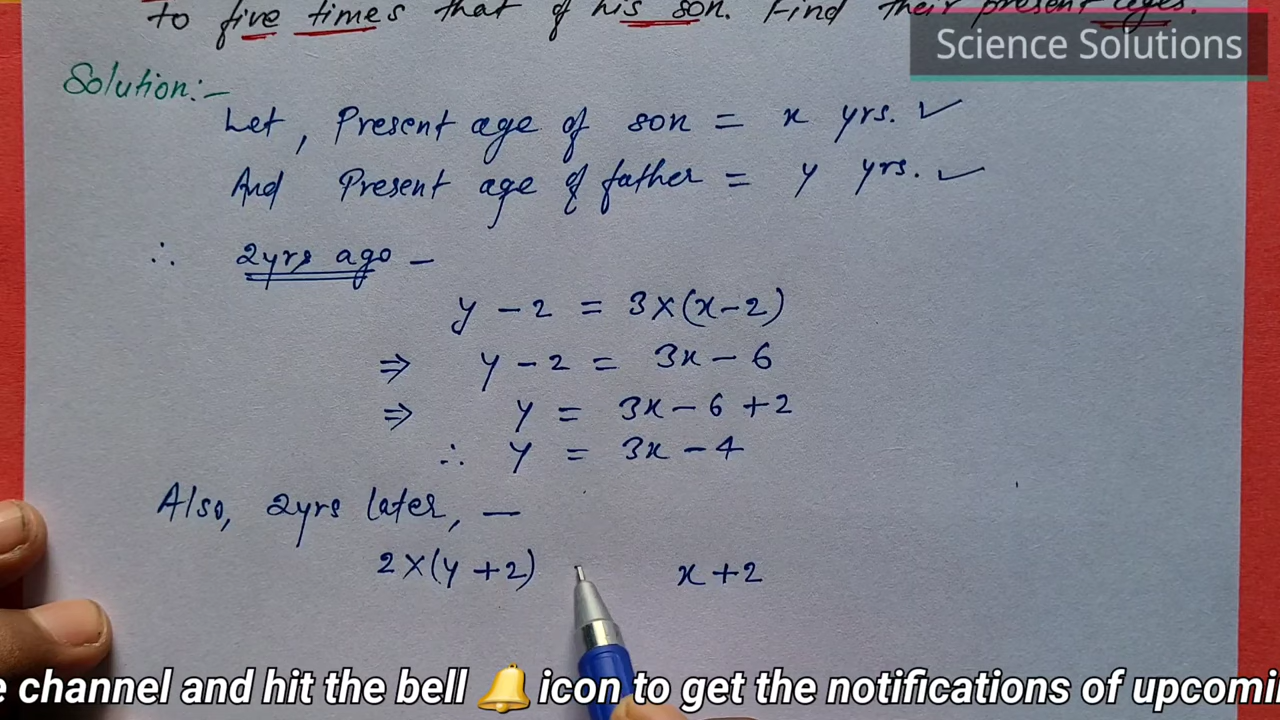 to five times that of his son. Find their present ages.
Science Solutions
Solution:-
Let, Present age of son = x yrs. ✓
And Present age of father = y yrs. ✓
∴ 2yrs ago -
y - 2 = 3×(x-2)
⇒ y - 2 = 3x - 6
⇒ y = 3x - 6 + 2
∴ y = 3x - 4
Also, 2yrs later, —
2×(y+2) x+2
e channel and hit the bell 🔔 icon to get the notifications of upcomi